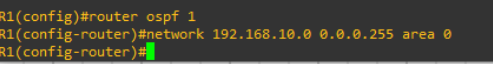 R1(config)#router ospf 1
R1(config-router)#network 192.168.10.0 0.0.0.255 area 0
R1(config-router)#